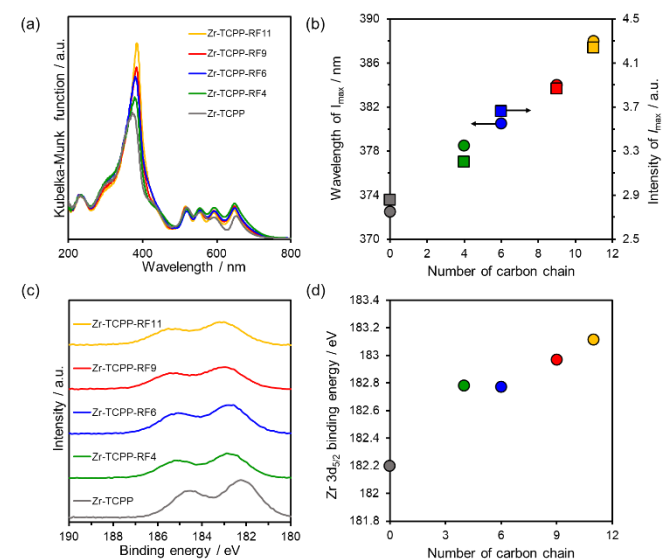 (a)
Zr-TCPP-RF11
Zr-TCPP-RF9
Zr-TCPP-RF6
Zr-TCPP-RF4
Zr-TCPP
Kubelka-Munk function / a.u.
200 300 400 500 600 700 800
Wavelength / nm
(b)
390
386
382
378
374
370
Wavelength of Imax / nm
4.5
4.1
3.7
3.3
2.9
2.5
Intensity of Imax / a.u.
0 3 6 9 12
Number of carbon chain
(c)
Zr-TCPP-RF11
Zr-TCPP-RF9
Zr-TCPP-RF6
Zr-TCPP-RF4
Zr-TCPP
Intensity / a.u.
190 188 186 184 182 180
Binding energy / eV
(d)
183.4
183.2
183
182.8
182.6
182.4
182.2
182
181.8
Zr 3d5/2 binding energy / eV
0 3 6 9 12
Number of carbon chain